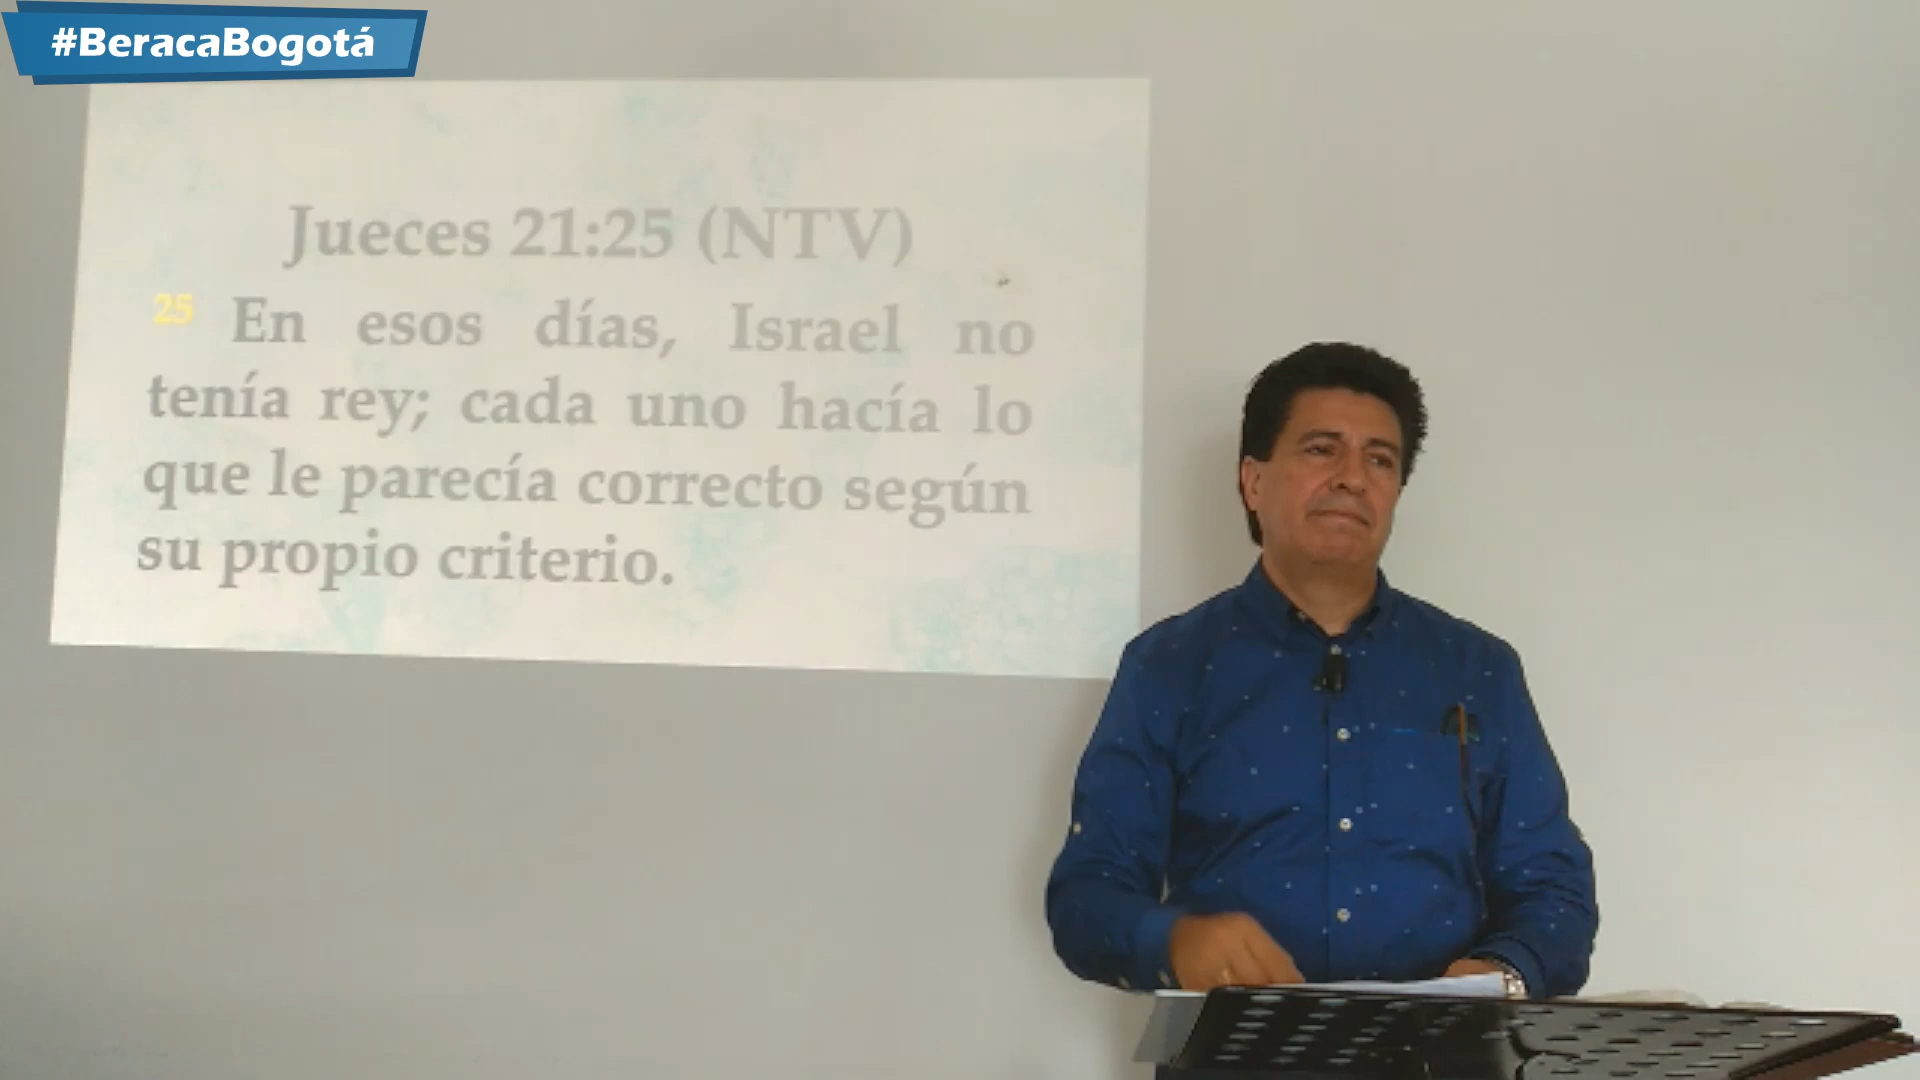 #BeracaBogotá
Jueces 21:25 (NTV)
25 En esos días, Israel no
tenía rey; cada uno hacía lo
que le parecía correcto según
su propio criterio.